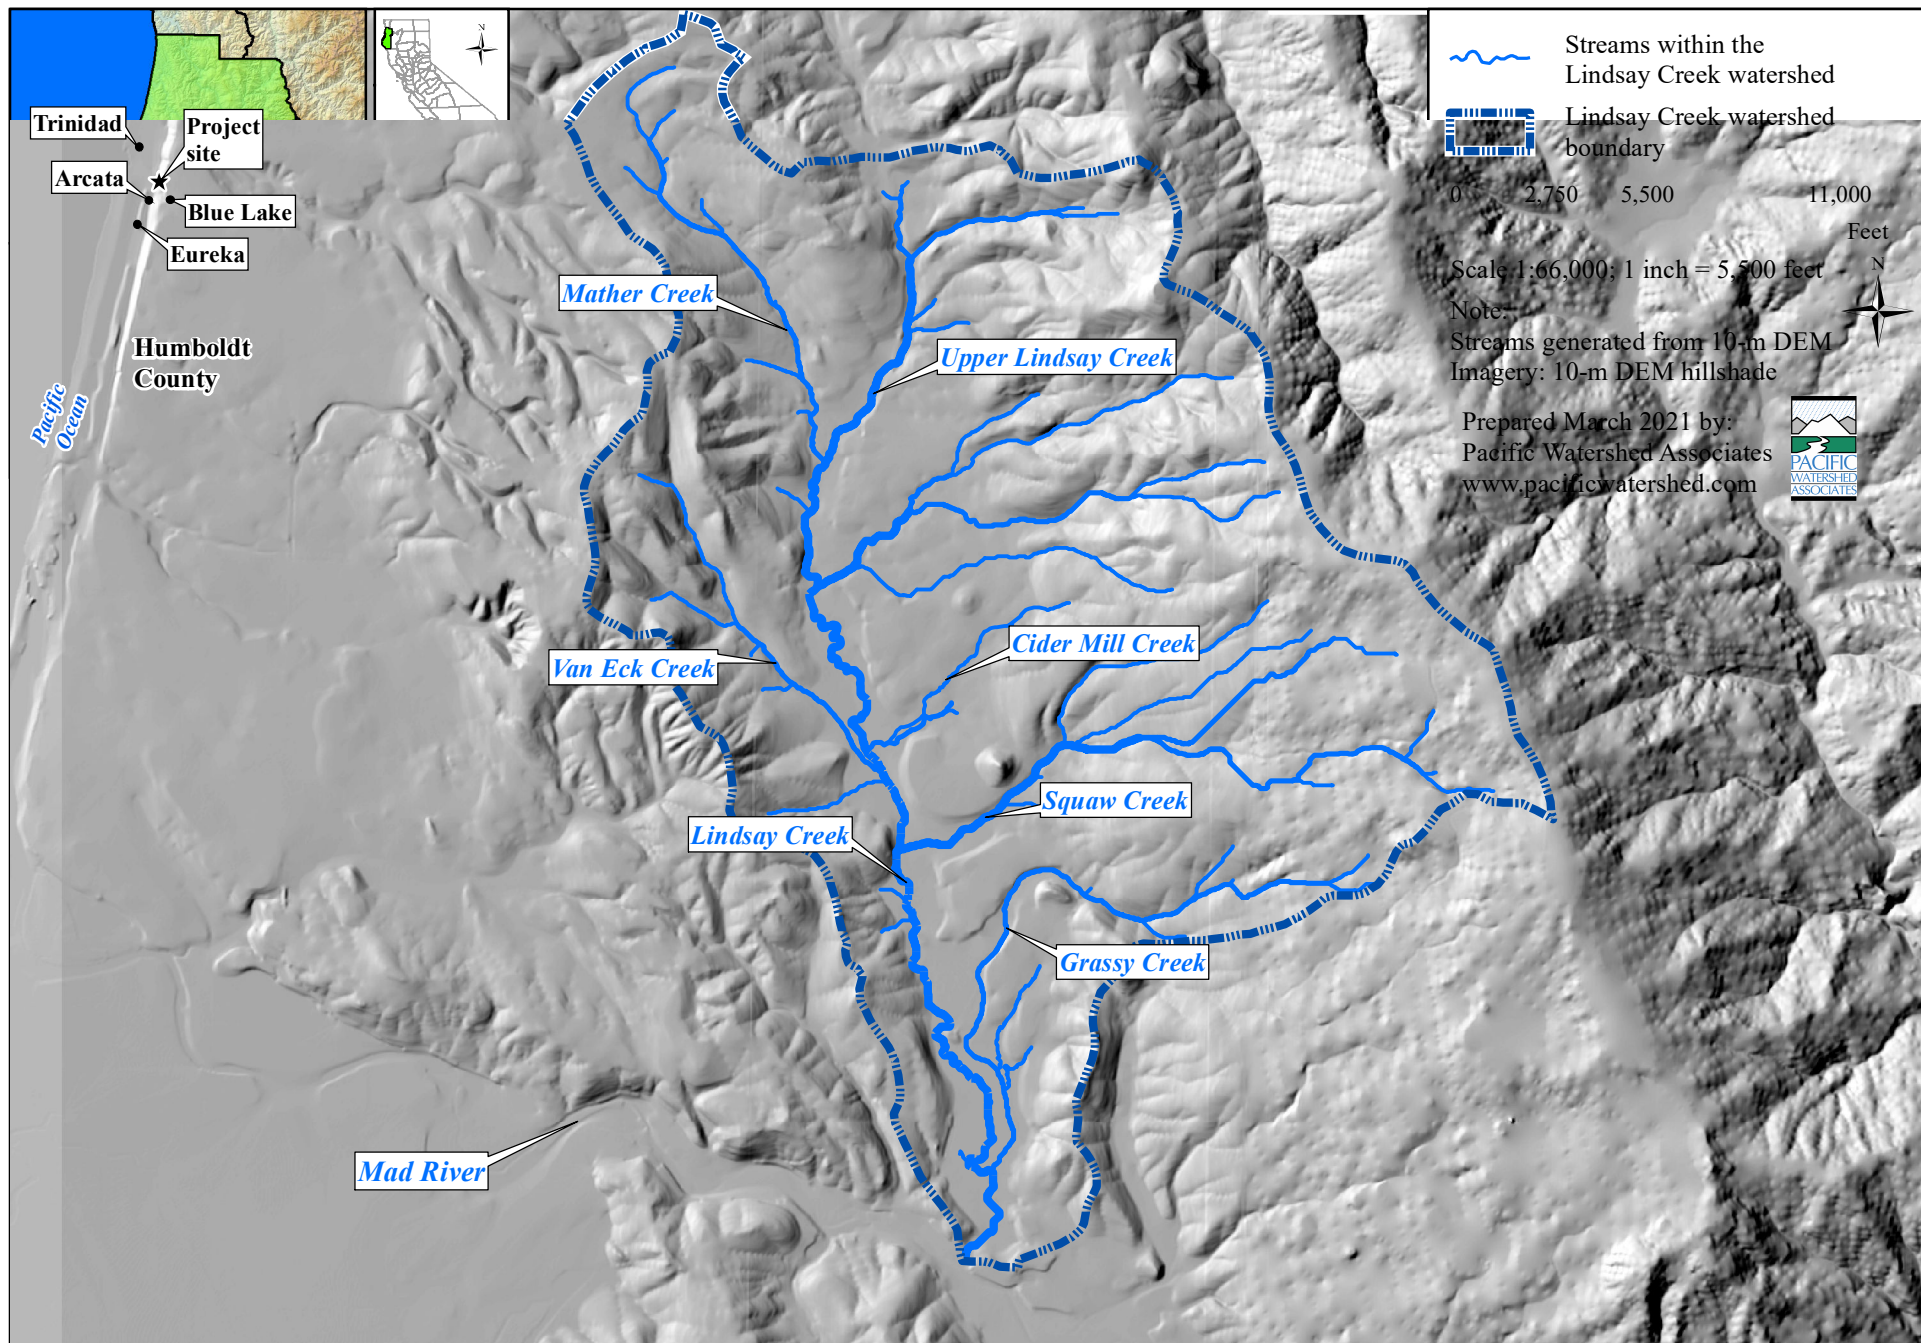 Streams within the
Lindsay Creek watershed
Lindsay Creek watershed
boundary
0 2,750 5,500 11,000
Feet
Scale 1:66,000; 1 inch = 5,500 feet
N
Note:
Streams generated from 10-m DEM
Imagery: 10-m DEM hillshade
Prepared March 2021 by:
Pacific Watershed Associates
www.pacificwatershed.com
PACIFIC
WATERSHED
ASSOCIATES
Trinidad
Project
site
Arcata
Blue Lake
Eureka
Humboldt
County
Pacific
Ocean
Mather Creek
Upper Lindsay Creek
Cider Mill Creek
Van Eck Creek
Squaw Creek
Lindsay Creek
Grassy Creek
Mad River